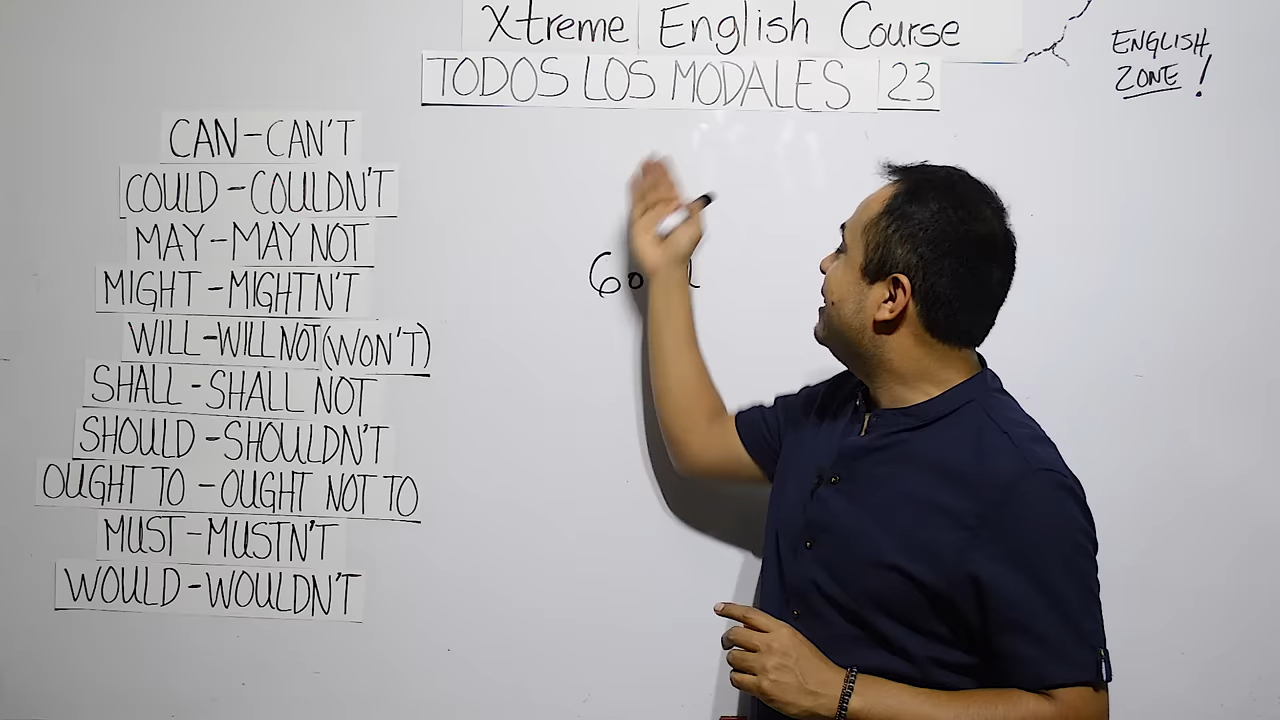 Xtreme English Course
TODOS LOS MODALES 23
ENGLISH
ZONE!
CAN-CAN'T
COULD-COULDN'T
MAY-MAY NOT
MIGHT-MIGHTN'T
WILL-WILL NOT (WON'T)
SHALL-SHALL NOT
SHOULD-SHOULDN'T
OUGHT TO-OUGHT NOT TO
MUST-MUSTN'T
WOULD-WOULDN'T